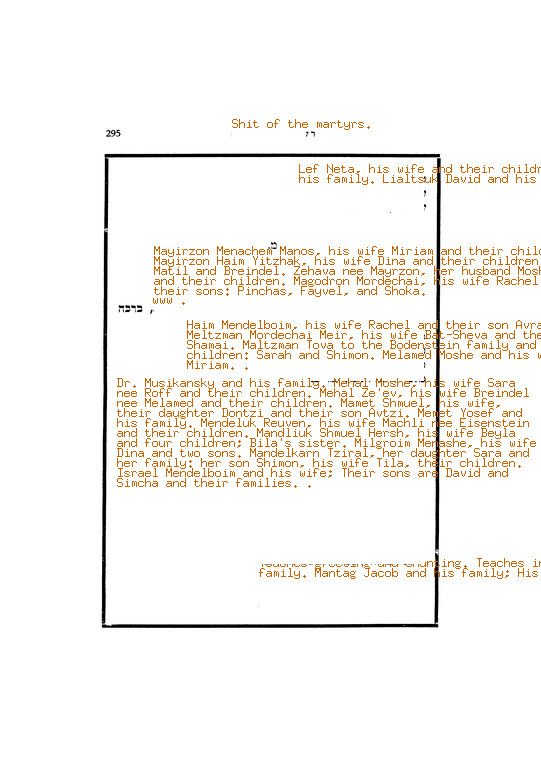 Shit of the martyrs.
295
Lef Neta, his wife and their childr
his family. Lialtsuk David and his
מ
Mayirzon Menachem Manos, his wife Miriam and their chil
Mayirzon Haim Yitzhak, his wife Dina and their children
Matil and Breindel. Zehava nee Mayrzon, her husband Mosh
and their children. Magodron Mordechai, his wife Rachel
their sons: Pinchas, Fayvel, and Shoka.
www .
, ברכה
Haim Mendelboim, his wife Rachel and their son Avra
Meltzman Mordechai Meir, his wife Bat-Sheva and the
Shamai. Maltzman Tova to the Bodenstein family and
children: Sarah and Shimon. Melamed Moshe and his w
Miriam. .
Dr. Musikansky and his family. Mehal Moshe, his wife Sara
nee Roff and their children. Mehal Ze'ev, his wife Breindel
nee Melamed and their children. Mamet Shmuel, his wife,
their daughter Dontzi and their son Avtzi. Memet Yosef and
his family. Mendeluk Reuven, his wife Machli nee Eisenstein
and their children. Mandliuk Shmuel Hersh, his wife Beyla
and four children; Bila's sister. Milgroim Menashe, his wife
Dina and two sons. Mandelkarn Tziral, her daughter Sara and
her family; her son Shimon, his wife Tila, their children.
Israel Mendelboim and his wife; Their sons are David and
Simcha and their families. .
Teaches in
family. Mantag Jacob and his family; His